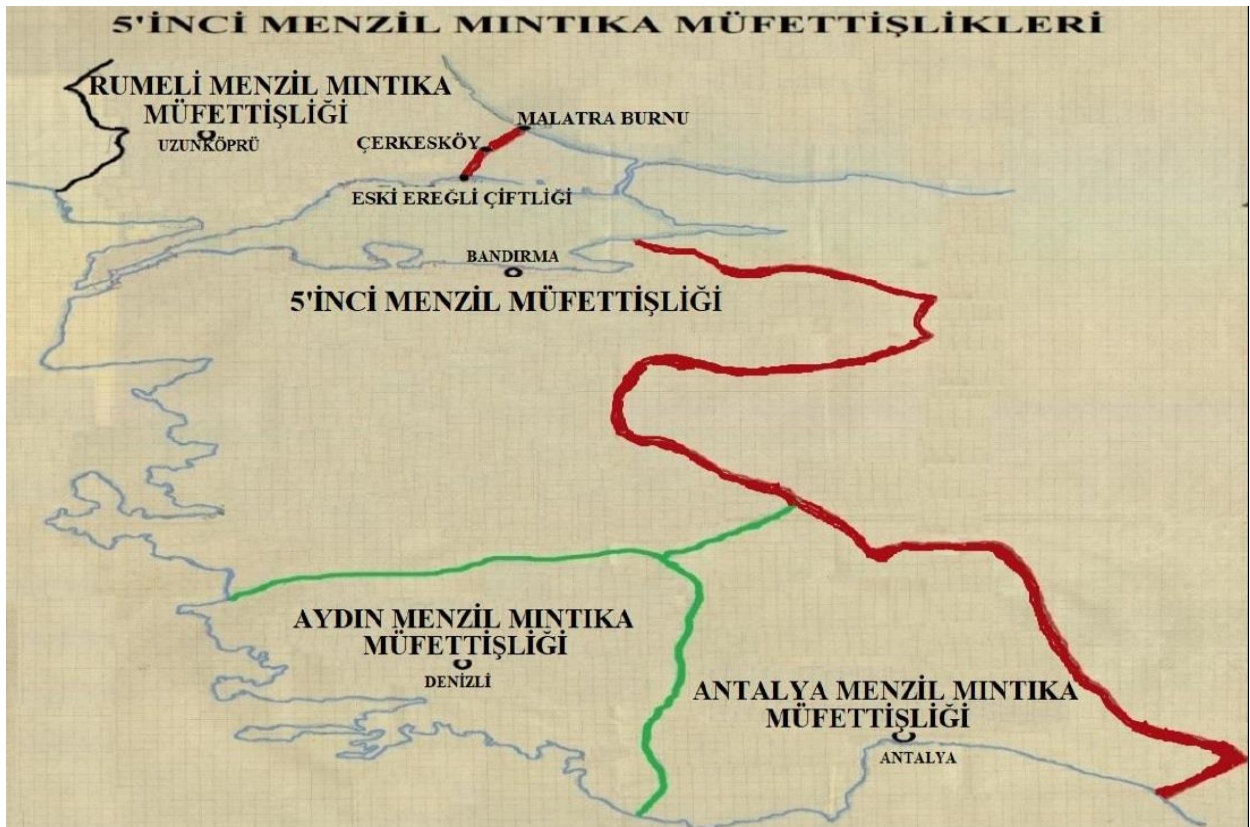 5'İNCİ MENZİL MINTIKA MÜFETTİŞLİKLERİ
RUMELİ MENZİL MINTIKA
MÜFETTİŞLİĞİ
UZUNKÖPRÜ
MALATRA BURNU
ÇERKESKÖY
ESKİ EREĞLİ ÇİFTLİĞİ
BANDIRMA
5'İNCİ MENZİL MÜFETTİŞLİĞİ
AYDIN MENZİL MINTIKA
MÜFETTİŞLİĞİ
DENİZLİ
ANTALYA MENZİL MINTIKA
MÜFETTİŞLİĞİ
ANTALYA